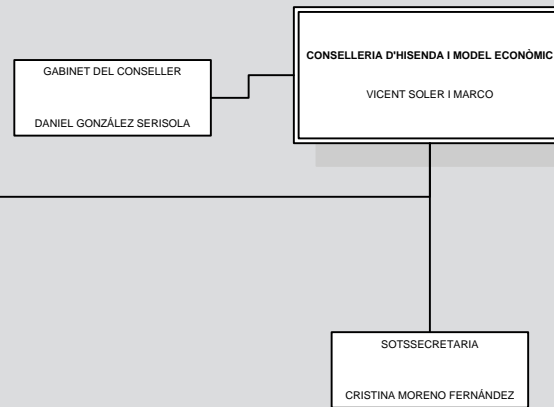 CONSELLERIA D'HISENDA I MODEL ECONÒMIC
VICENT SOLER I MARCO
GABINET DEL CONSELLER
DANIEL GONZÁLEZ SERISOLA
SOTSSECRETARIA
CRISTINA MORENO FERNÁNDEZ